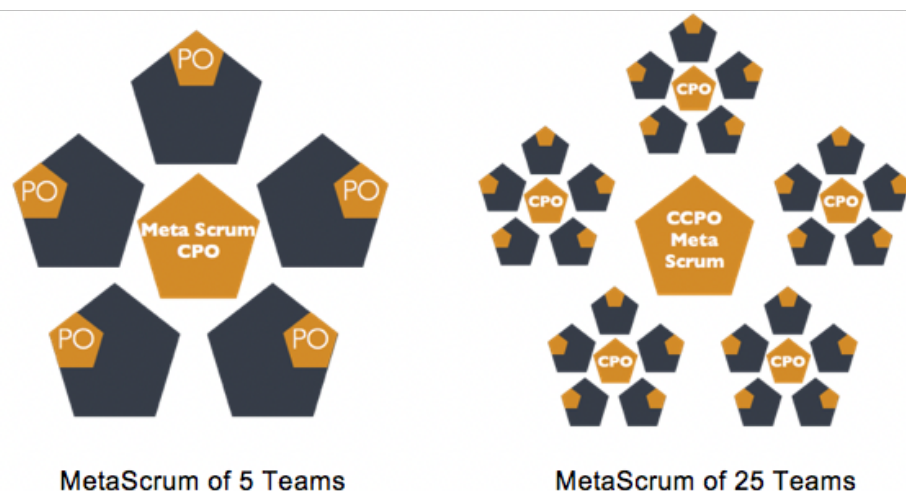 PO
PO
PO
Meta Scrum
CPO
PO
PO
MetaScrum of 5 Teams
CPO
CPO
CPO
CCPO
Meta
Scrum
CPO
CPO
MetaScrum of 25 Teams